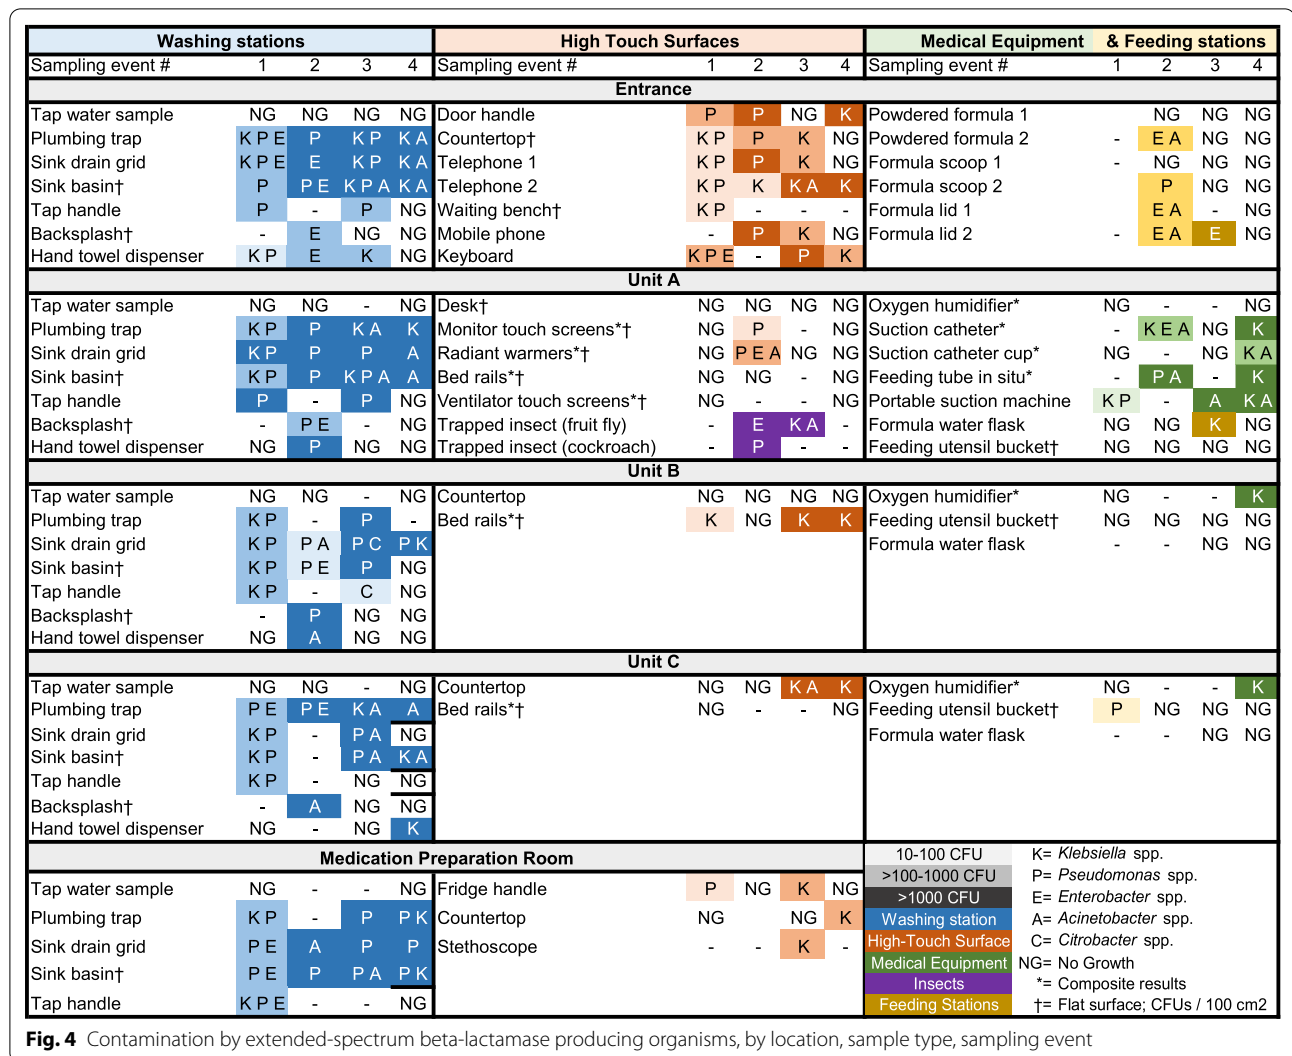 Washing stations High Touch Surfaces Medical Equipment & Feeding stations
Sampling event # 1 2 3 4 Sampling event # 1 2 3 4 Sampling event # 1 2 3 4
Entrance
Tap water sample NG NG NG NG Door handle P P NG K Powdered formula 1 NG NG NG
Plumbing trap K P E P K P K A Countertop† K P P K NG Powdered formula 2 - E A NG NG
Sink drain grid K P E E K P K A Telephone 1 K P P K NG Formula scoop 1 - NG NG NG
Sink basin† P P E K P A K A Telephone 2 K P K K A K Formula scoop 2 P NG NG
Tap handle P - P NG Waiting bench† K P - - - Formula lid 1 E A - NG
Backsplash† - E NG NG Mobile phone - P K NG Formula lid 2 - E A E NG
Hand towel dispenser K P E K NG Keyboard K P E - P K
Unit A
Tap water sample NG NG - NG Desk† NG NG NG NG Oxygen humidifier* NG - - NG
Plumbing trap K P P K A K Monitor touch screens*† NG P - NG Suction catheter* - K E A NG K
Sink drain grid K P P P A Radiant warmers*† NG P E A NG NG Suction catheter cup* NG - NG K A
Sink basin† K P P K P A A Bed rails*† NG NG - NG Feeding tube in situ* - P A - K
Tap handle P - P NG Ventilator touch screens*† NG - - NG Portable suction machine K P - A K A
Backsplash† - P E - - Trapped insect (fruit fly) - E K A - Formula water flask NG NG K NG
Hand towel dispenser NG P NG NG Trapped insect (cockroach) - P - - Feeding utensil bucket† NG NG NG NG
Unit B
Tap water sample NG NG - NG Countertop NG NG NG NG Oxygen humidifier* NG - - K
Plumbing trap K P - P - Bed rails*† K NG K K Feeding utensil bucket† NG NG NG NG
Sink drain grid K P P A P C P K Formula water flask - - NG NG
Sink basin† K P P E P NG
Tap handle K P - C NG
Backsplash† - P NG NG
Hand towel dispenser NG A NG NG
Unit C
Tap water sample NG NG - NG Countertop NG NG K A K Oxygen humidifier* NG - - K
Plumbing trap P E P E K A A Bed rails*† NG - - NG Feeding utensil bucket† P NG NG NG
Sink drain grid K P - P A NG Formula water flask - - NG NG
Sink basin† K P - P A K A
Tap handle K P - NG NG
Backsplash† - A NG NG
Hand towel dispenser NG - NG K
Medication Preparation Room
Tap water sample NG - - NG Fridge handle P NG K NG
Plumbing trap K P - P P K Countertop NG NG K
Sink drain grid P E A P P Stethoscope - - K -
Sink basin† P E P P A P K
Tap handle K P E - - NG
10-100 CFU K= Klebsiella spp.
>100-1000 CFU P= Pseudomonas spp.
>1000 CFU E= Enterobacter spp.
Washing station A= Acinetobacter spp.
High-Touch Surface C= Citrobacter spp.
Medical Equipment NG= No Growth
Insects *= Composite results
Feeding Stations †= Flat surface; CFUs / 100 cm2
Fig. 4 Contamination by extended-spectrum beta-lactamase producing organisms, by location, sample type, sampling event